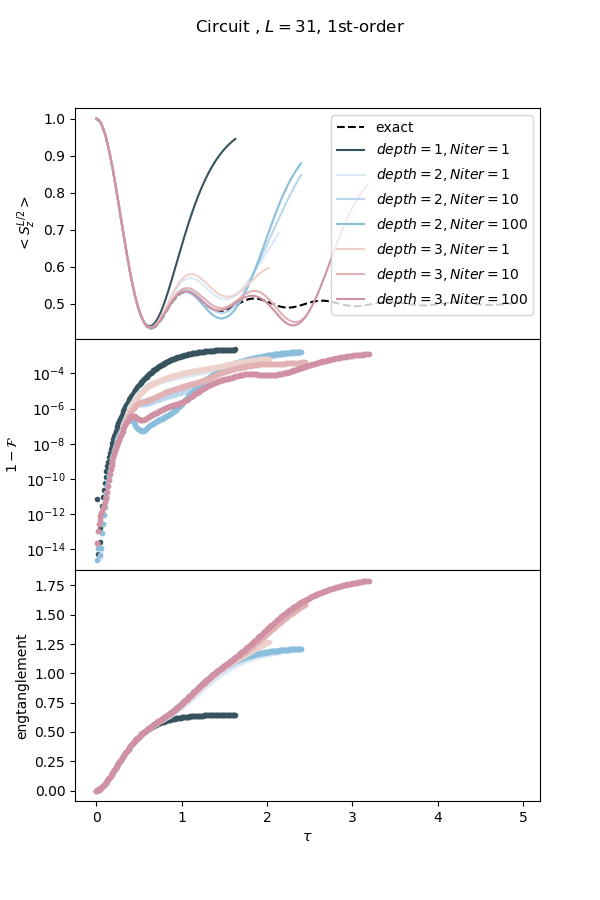 Circuit , L = 31, 1st-order
< S_z^{L/2} >
1.0
0.9
0.8
0.7
0.6
0.5
exact
depth = 1, Niter = 1
depth = 2, Niter = 1
depth = 2, Niter = 10
depth = 2, Niter = 100
depth = 3, Niter = 1
depth = 3, Niter = 10
depth = 3, Niter = 100
1 − ℱ
10⁻⁴
10⁻⁶
10⁻⁸
10⁻¹⁰
10⁻¹²
10⁻¹⁴
engtanglement
1.75
1.50
1.25
1.00
0.75
0.50
0.25
0.00
0 1 2 3 4 5
τ